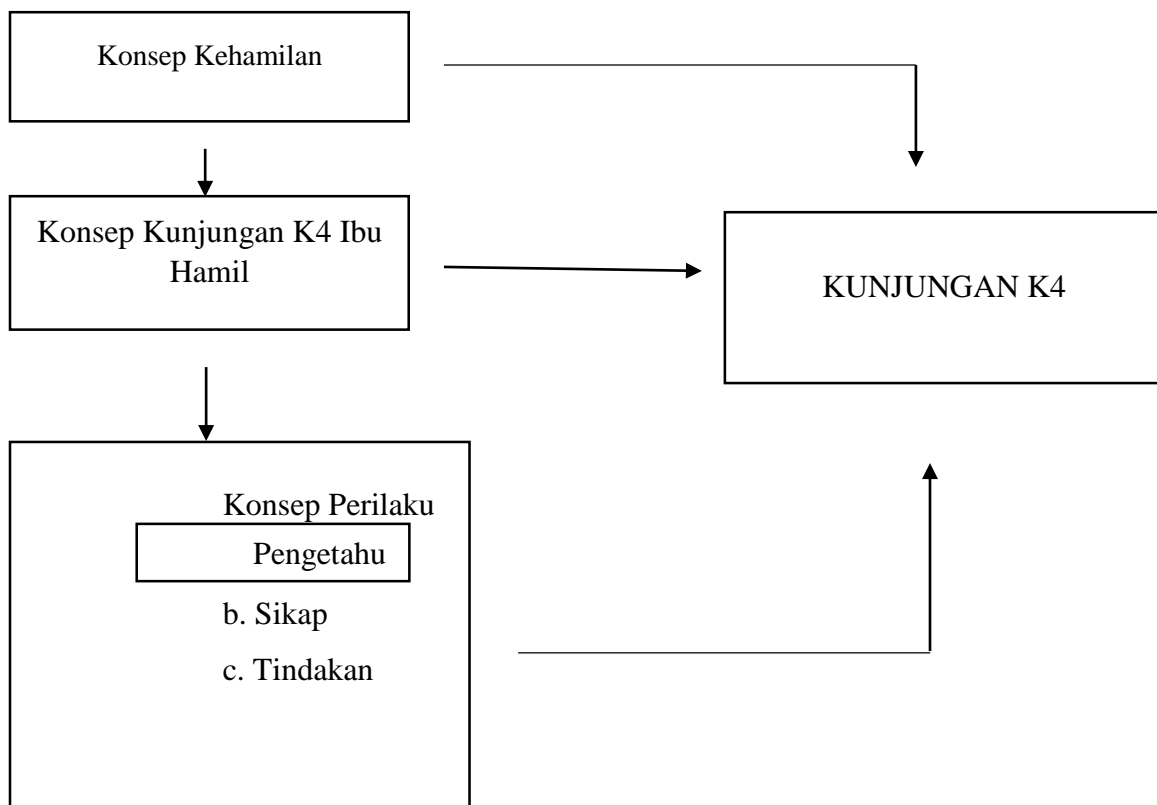 Konsep Kehamilan
Konsep Kunjungan K4 Ibu
Hamil
KUNJUNGAN K4
Konsep Perilaku
Pengetahu
b. Sikap
c. Tindakan